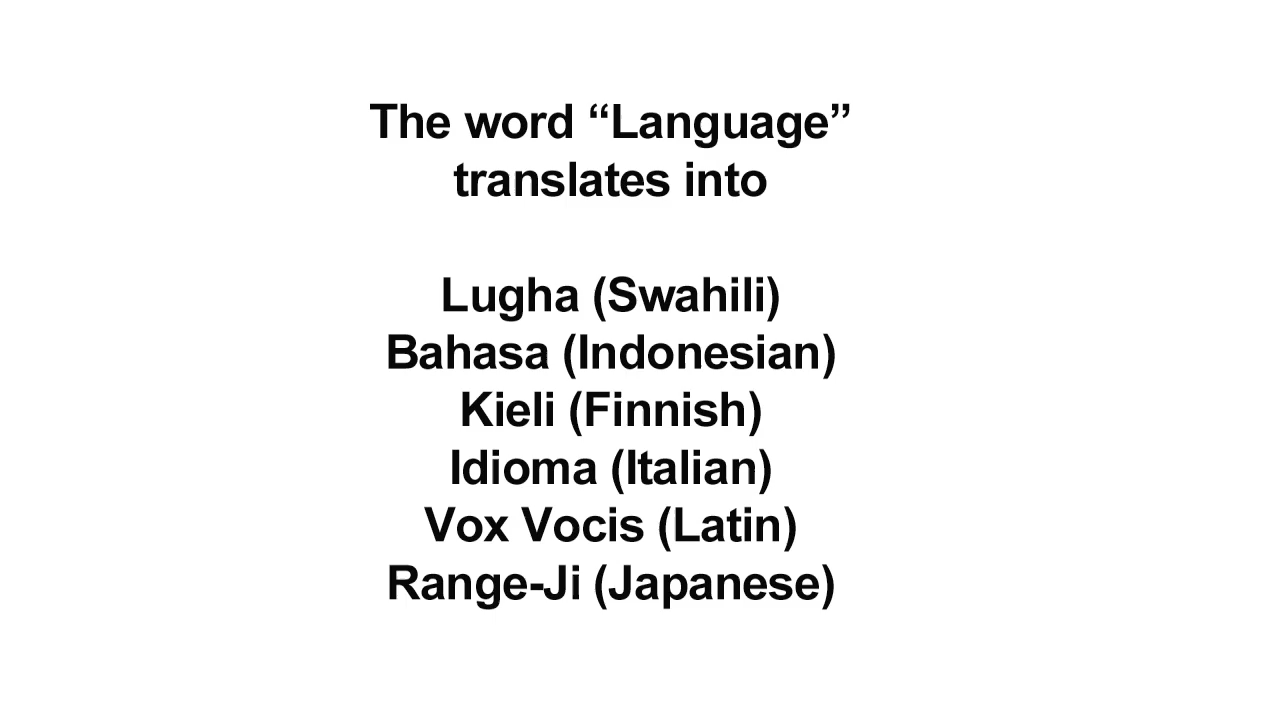 The word “Language”
translates into
Lugha (Swahili)
Bahasa (Indonesian)
Kieli (Finnish)
Idioma (Italian)
Vox Vocis (Latin)
Range-Ji (Japanese)